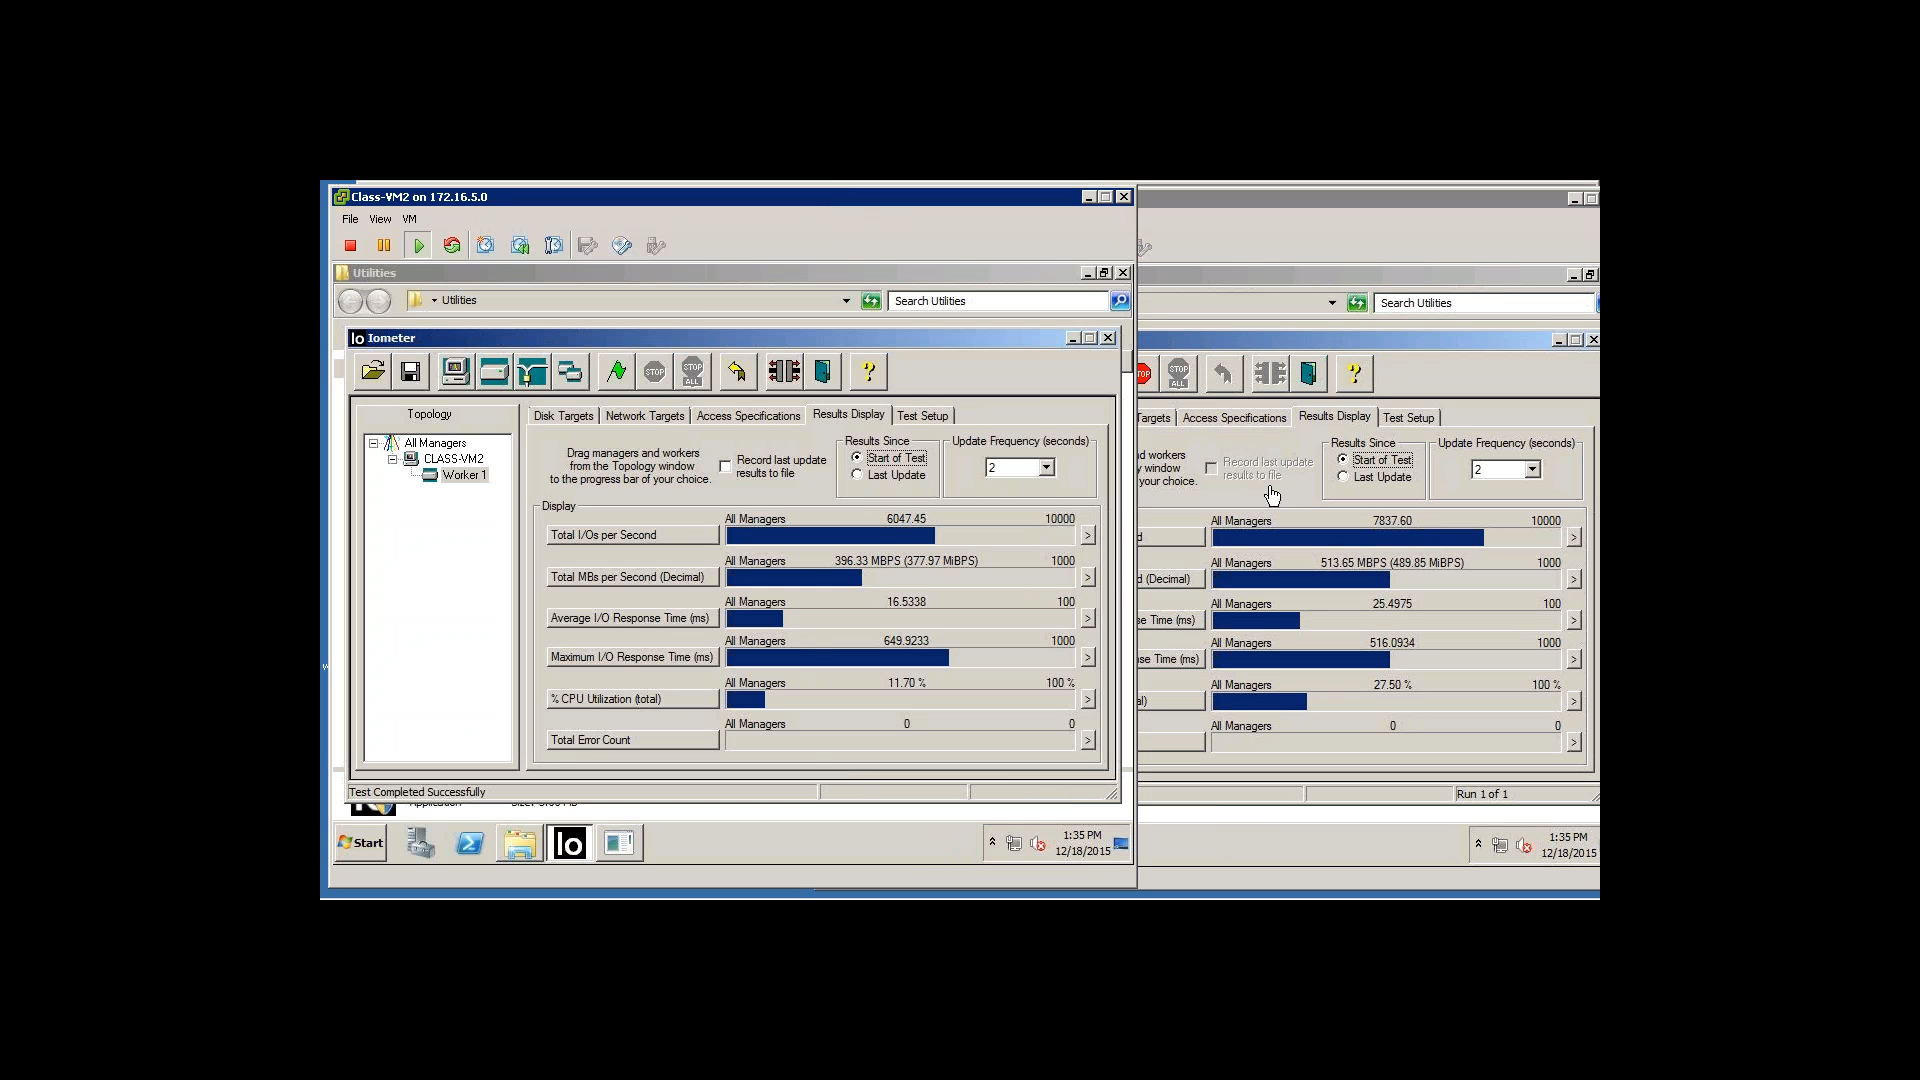 Class-VM2 on 172.16.5.0
File View VM
Utilities
Utilities
Search Utilities
Iometer
STOP
STOP ALL
?
Topology
All Managers
CLASS-VM2
Worker 1
Disk Targets
Network Targets
Access Specifications
Results Display
Test Setup
Drag managers and workers
from the Topology window
to the progress bar of your choice.
Record last update
results to file
Results Since
Start of Test
Last Update
Update Frequency (seconds)
2
Display
All Managers 6047.45 10000
Total I/Os per Second
>
All Managers 396.33 MBPS (377.97 MiBPS) 1000
Total MBs per Second (Decimal)
>
All Managers 16.5338 100
Average I/O Response Time (ms)
>
All Managers 649.9233 1000
Maximum I/O Response Time (ms)
>
All Managers 11.70 % 100 %
% CPU Utilization (total)
>
All Managers 0 0
Total Error Count
>
Test Completed Successfully
Start
Io
1:35 PM
12/18/2015
Search Utilities
STOP
STOP ALL
?
Targets
Access Specifications
Results Display
Test Setup
d workers
y window
your choice.
Record last update
results to file
Results Since
Start of Test
Last Update
Update Frequency (seconds)
2
All Managers 7837.60 10000
d
>
All Managers 513.65 MBPS (489.85 MiBPS) 1000
d (Decimal)
>
All Managers 25.4975 100
se Time (ms)
>
All Managers 516.0934 1000
se Time (ms)
>
All Managers 27.50 % 100 %
al)
>
All Managers 0 0
>
Run 1 of 1
1:35 PM
12/18/2015